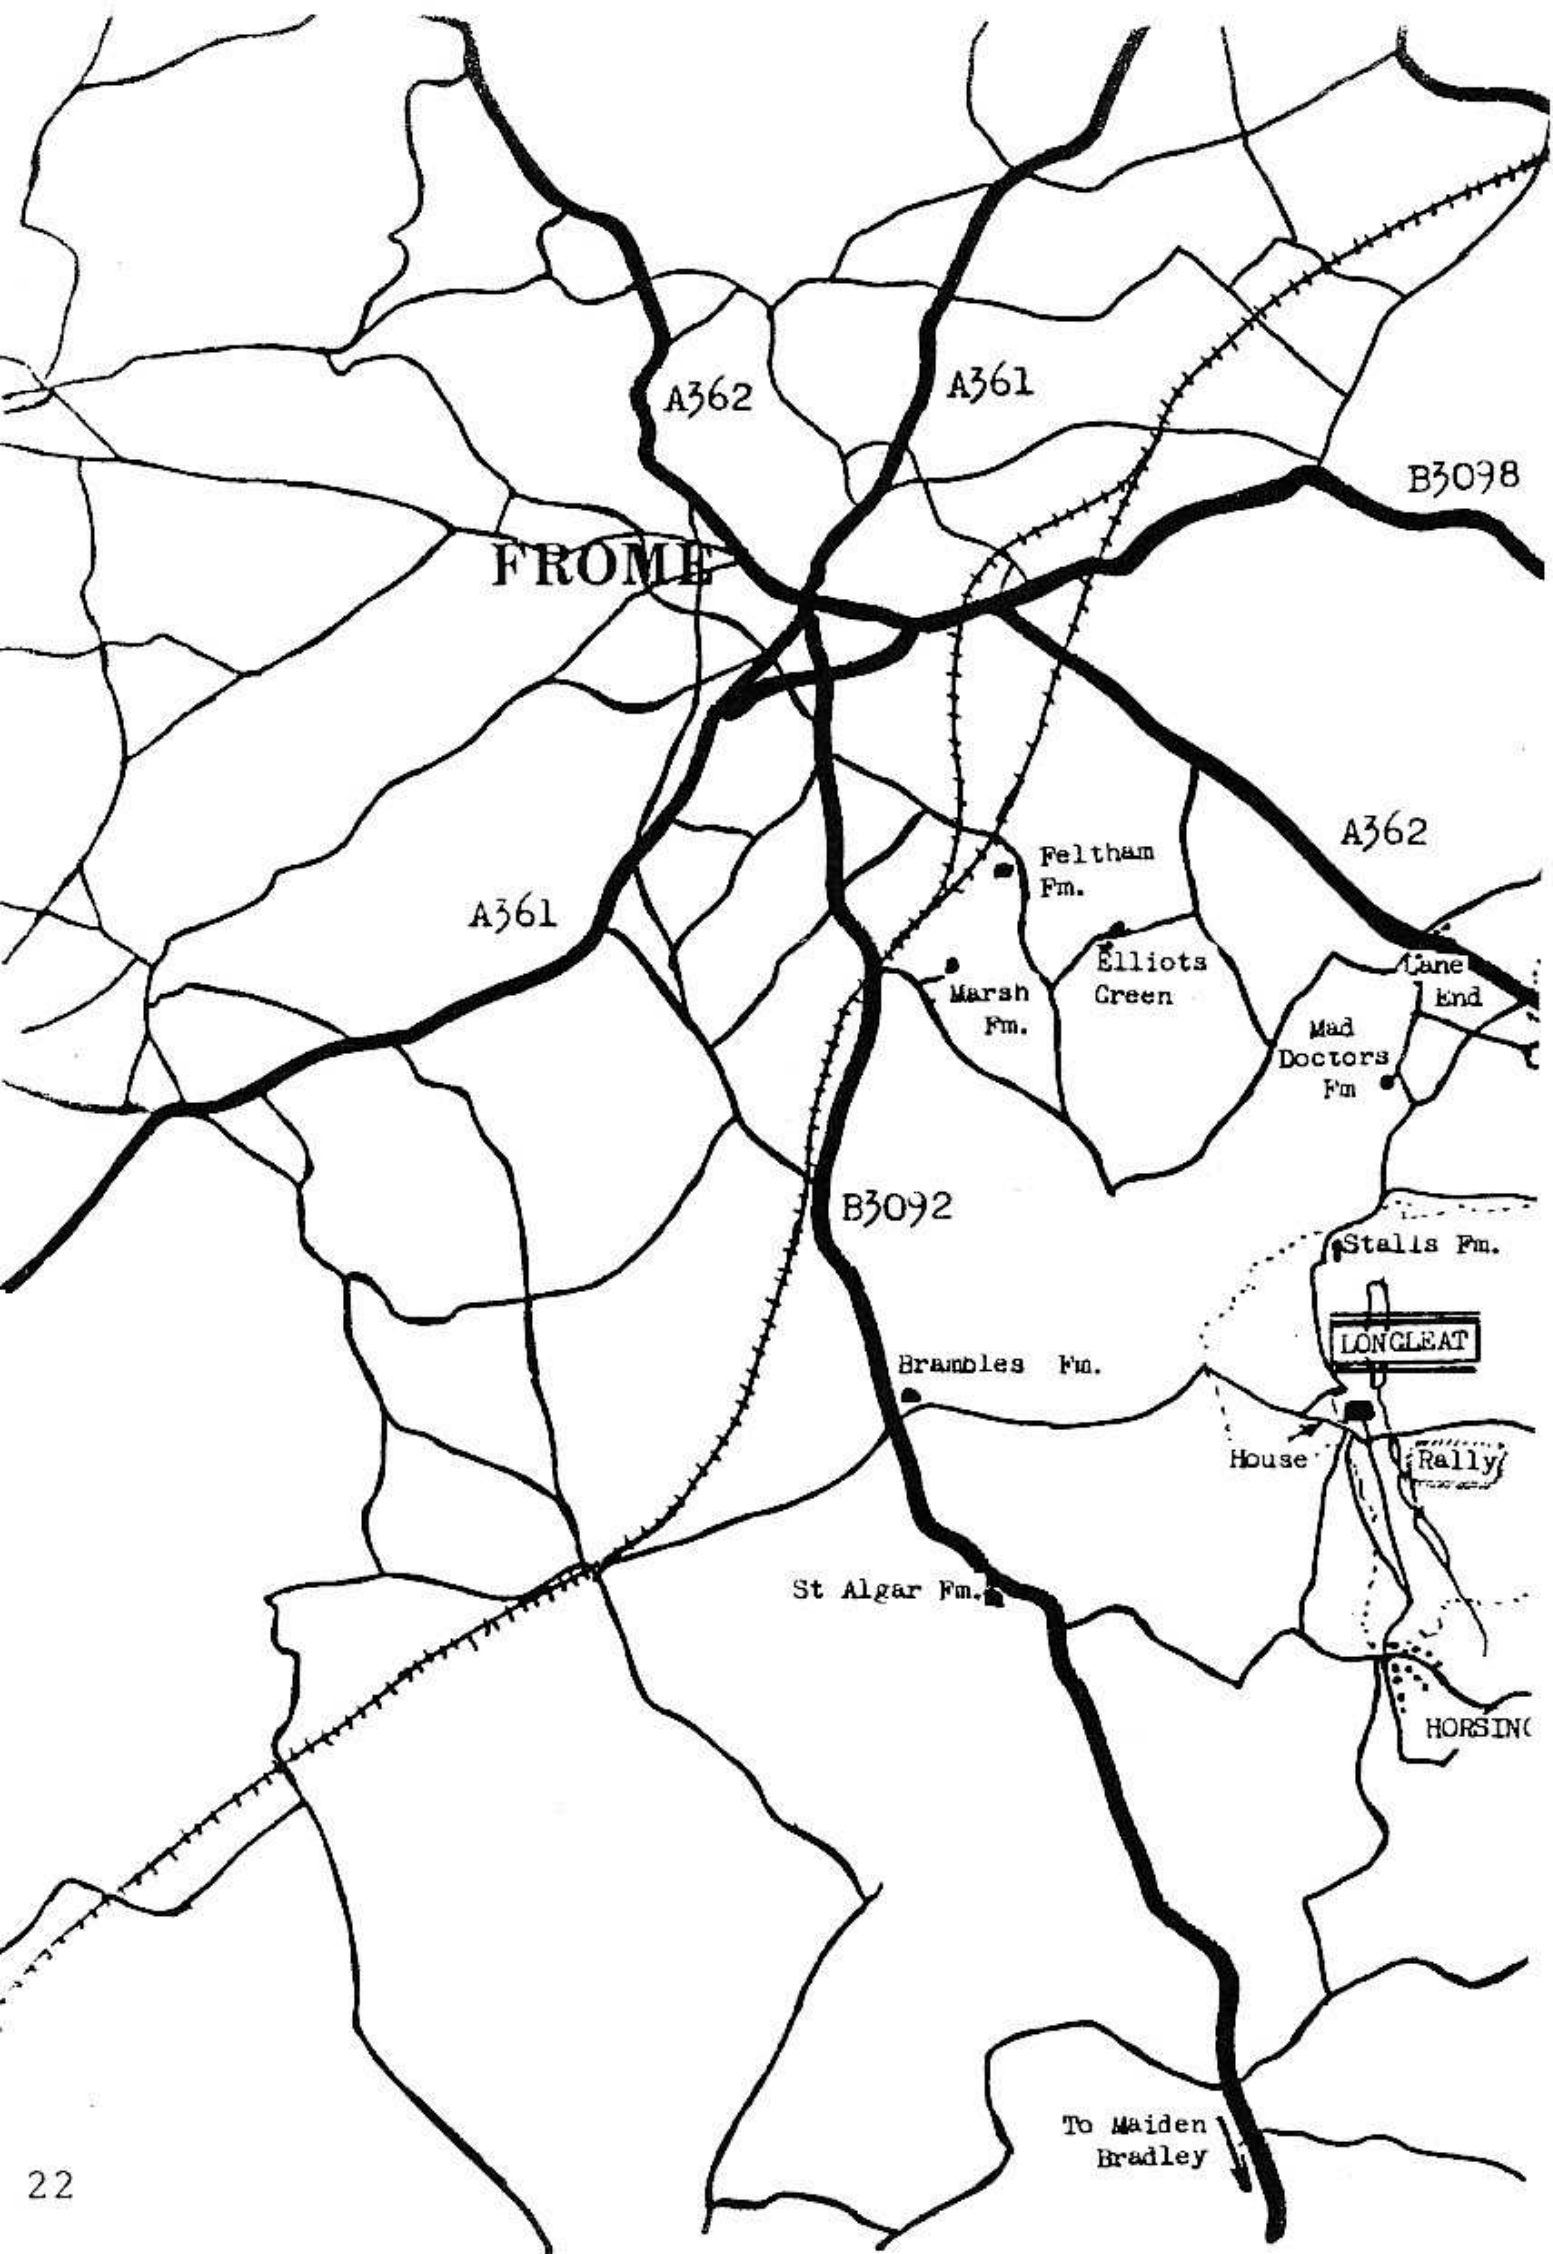 A362
A361
B3098
FROME
A362
Feltham
Fm.
A361
Elliots
Green
Marsh
Fm.
Lane
End
Mad
Doctors
Fm
B3092
Stalls Fm.
LONGLEAT
Brambles Fm.
House
Rally
St Algar Fm.
HORSING
To Maiden
Bradley
22